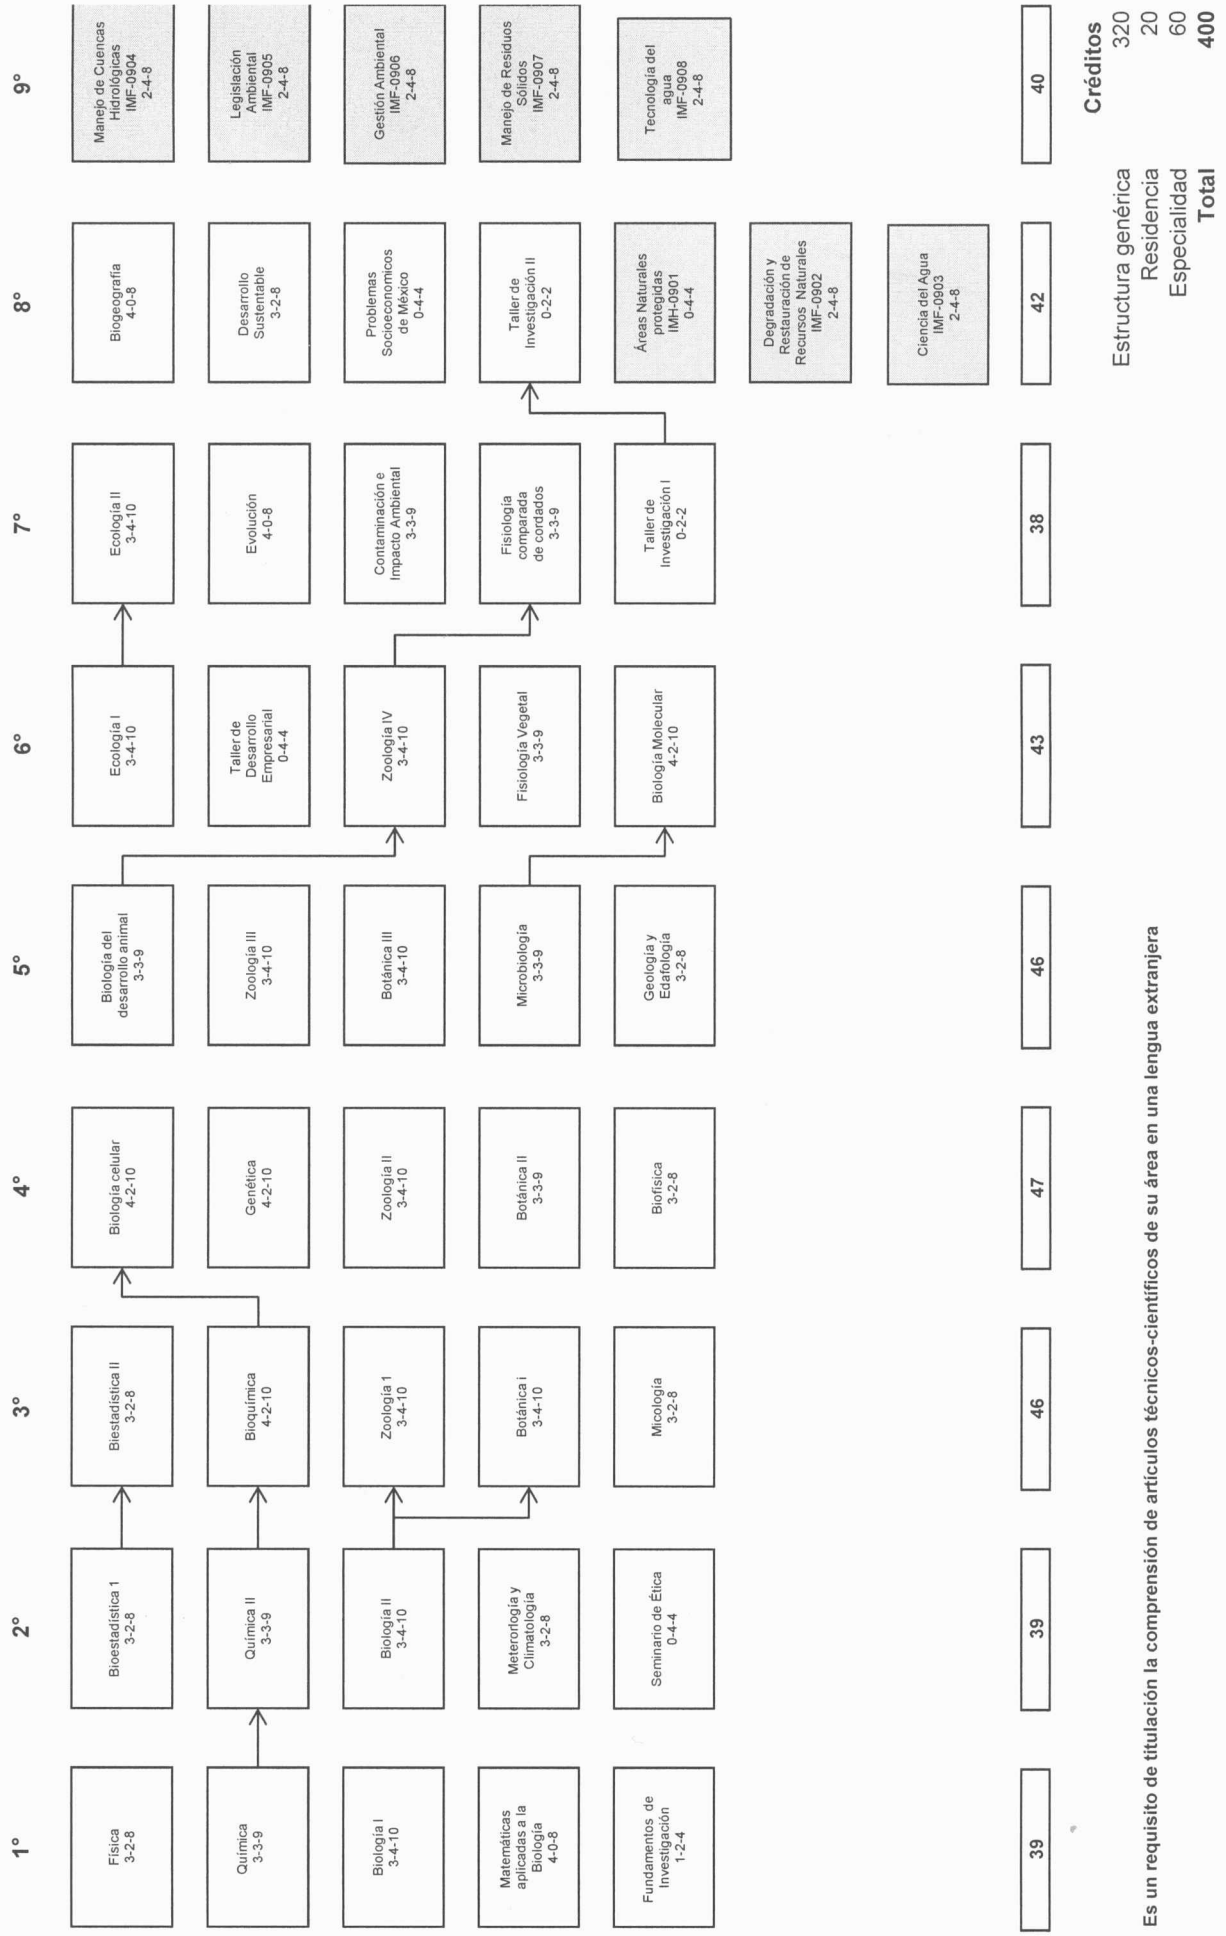 1°
Física
3-2-8
Química
3-3-9
Biología I
3-4-10
Matemáticas
aplicadas a la
Biología
4-0-8
Fundamentos de
Investigación
1-2-4
39
2°
Bioestadística 1
3-2-8
Química II
3-3-9
Biología II
3-4-10
Meterorlogía y
Climatología
3-2-8
Seminario de Ética
0-4-4
39
3°
Biestadística II
3-2-8
Bioquímica
4-2-10
Zoología 1
3-4-10
Botánica i
3-4-10
Micología
3-2-8
46
4°
Biología celular
4-2-10
Genética
4-2-10
Zoología II
3-4-10
Botánica II
3-3-9
Biofísica
3-2-8
47
5°
Biología del
desarrollo animal
3-3-9
Zoología III
3-4-10
Botánica III
3-4-10
Microbiología
3-3-9
Geología y
Edafología
3-2-8
46
6°
Ecología I
3-4-10
Taller de
Desarrollo
Empresarial
0-4-4
Zoología IV
3-4-10
Fisiología Vegetal
3-3-9
Biología Molecular
4-2-10
43
7°
Ecología II
3-4-10
Evolución
4-0-8
Contaminación e
Impacto Ambiental
3-3-9
Fisiología
comparada
de cordados
3-3-9
Taller de
Investigación I
0-2-2
38
8°
Biogeografía
4-0-8
Desarrollo
Sustentable
3-2-8
Problemas
Socioeconomicos
de México
0-4-4
Taller de
Investigación II
0-2-2
Áreas Naturales
protegidas
IMH-0901
0-4-4
Degradación y
Restauración de
Recursos Naturales
IMF-0902
2-4-8
Ciencia del Agua
IMF-0903
2-4-8
42
9°
Manejo de Cuencas
Hidrológicas
IMF-0904
2-4-8
Legislación
Ambiental
IMF-0905
2-4-8
Gestión Ambiental
IMF-0906
2-4-8
Manejo de Residuos
Sólidos
IMF-0907
2-4-8
Tecnología del
agua
IMF-0908
2-4-8
40
Créditos
Estructura genérica 320
Residencia 20
Especialidad 60
Total 400
Es un requisito de titulación la comprensión de artículos técnicos-científicos de su área en una lengua extranjera